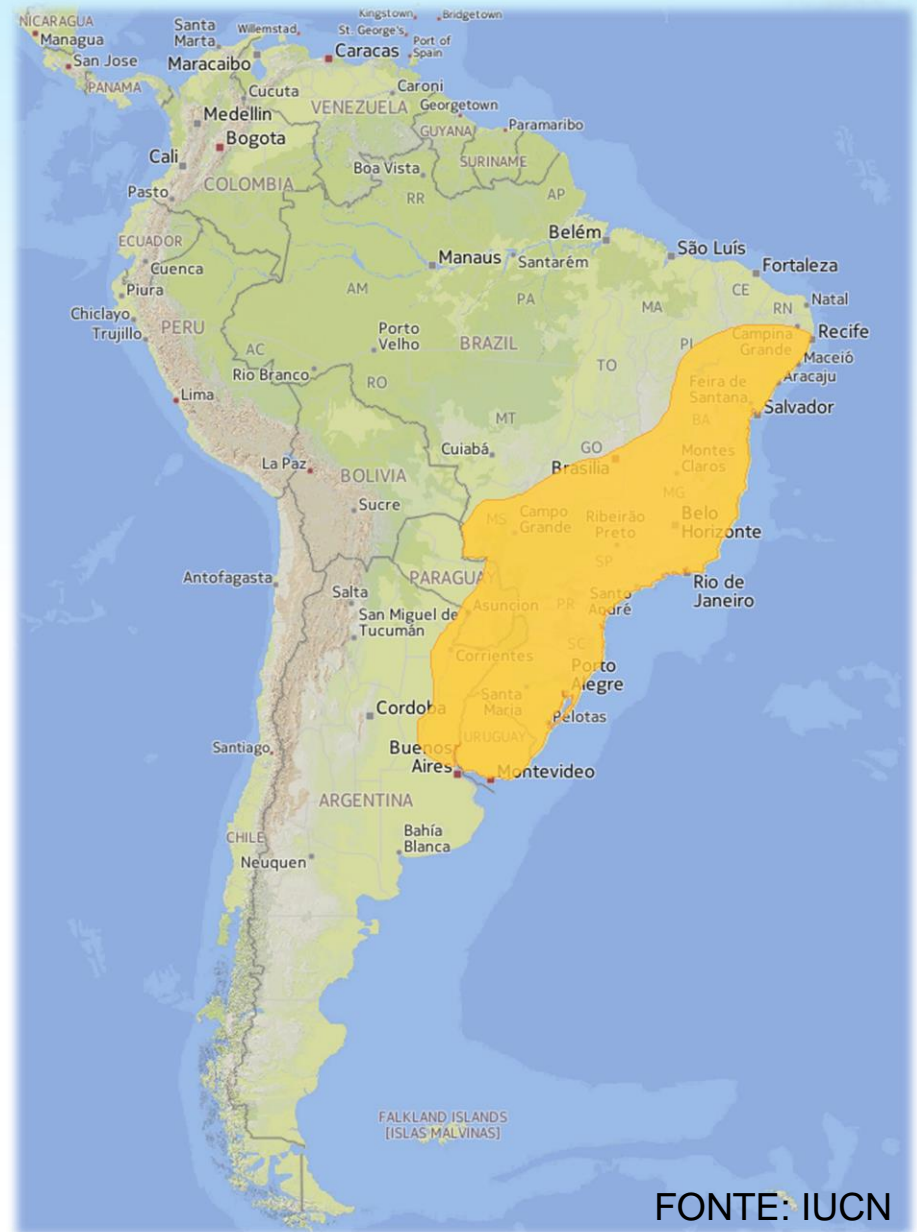 NICARAGUA
Managua
San Jose
PANAMA
Santa
Marta
Willemstad
Kingstown
Bridgetown
St. George's
Port of
Spain
Maracaibo
Caracas
Cucuta
Caroni
VENEZUELA
Georgetown
Medellin
Bogota
GUYANA
Paramaribo
SURINAME
Cali
COLOMBIA
Boa Vista
RR
AP
Pasto
ECUADOR
Cuenca
Manaus
Santarém
Belém
São Luís
Fortaleza
Piura
AM
PA
MA
CE
RN
Natal
Chiclayo
Trujillo
PERU
Porto
Velho
BRAZIL
PI
Campina
Grande
Recife
Maceió
Aracaju
AC
Rio Branco
RO
TO
Feira de
Santana
Salvador
BA
Lima
MT
Cuiabá
GO
Brasilia
Montes
Claros
La Paz
BOLIVIA
MG
Sucre
MS
Campo
Grande
Ribeirão
Preto
Belo
Horizonte
SP
Antofagasta
PARAGUAY
Rio de
Janeiro
Salta
Asuncion
PR
Santo
André
San Miguel de
Tucumán
SC
Corrientes
Porto
Alegre
Santa
Maria
Cordoba
Pelotas
URUGUAY
Santiago
Buenos
Aires
Montevideo
ARGENTINA
CHILE
Bahía
Blanca
Neuquen
FALKLAND ISLANDS
[ISLAS MALVINAS]
FONTE: IUCN